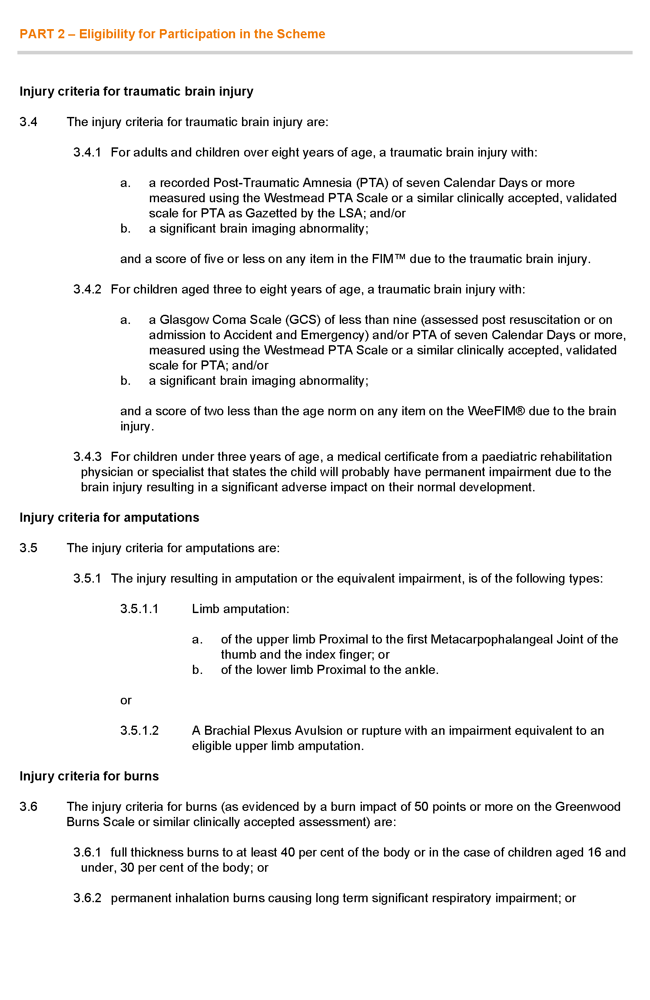 PART 2 – Eligibility for Participation in the Scheme
Injury criteria for traumatic brain injury
3.4 The injury criteria for traumatic brain injury are:
3.4.1 For adults and children over eight years of age, a traumatic brain injury with:
a. a recorded Post-Traumatic Amnesia (PTA) of seven Calendar Days or more
measured using the Westmead PTA Scale or a similar clinically accepted, validated
scale for PTA as Gazetted by the LSA; and/or
b. a significant brain imaging abnormality;
and a score of five or less on any item in the FIM™ due to the traumatic brain injury.
3.4.2 For children aged three to eight years of age, a traumatic brain injury with:
a. a Glasgow Coma Scale (GCS) of less than nine (assessed post resuscitation or on
admission to Accident and Emergency) and/or PTA of seven Calendar Days or more,
measured using the Westmead PTA Scale or a similar clinically accepted, validated
scale for PTA; and/or
b. a significant brain imaging abnormality;
and a score of two less than the age norm on any item on the WeeFIM® due to the brain
injury.
3.4.3 For children under three years of age, a medical certificate from a paediatric rehabilitation
physician or specialist that states the child will probably have permanent impairment due to the
brain injury resulting in a significant adverse impact on their normal development.
Injury criteria for amputations
3.5 The injury criteria for amputations are:
3.5.1 The injury resulting in amputation or the equivalent impairment, is of the following types:
3.5.1.1 Limb amputation:
a. of the upper limb Proximal to the first Metacarpophalangeal Joint of the
thumb and the index finger; or
b. of the lower limb Proximal to the ankle.
or
3.5.1.2 A Brachial Plexus Avulsion or rupture with an impairment equivalent to an
eligible upper limb amputation.
Injury criteria for burns
3.6 The injury criteria for burns (as evidenced by a burn impact of 50 points or more on the Greenwood
Burns Scale or similar clinically accepted assessment) are:
3.6.1 full thickness burns to at least 40 per cent of the body or in the case of children aged 16 and
under, 30 per cent of the body; or
3.6.2 permanent inhalation burns causing long term significant respiratory impairment; or